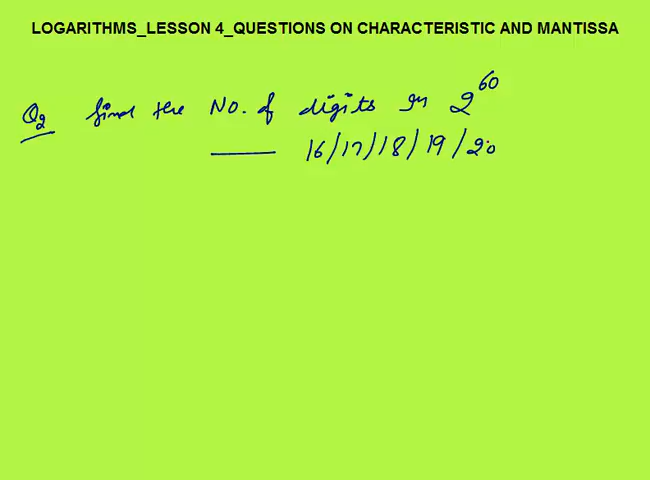 LOGARITHMS_LESSON 4_QUESTIONS ON CHARACTERISTIC AND MANTISSA
Q2 find the No. of digits in 2^60
____ 16/17/18/19/20